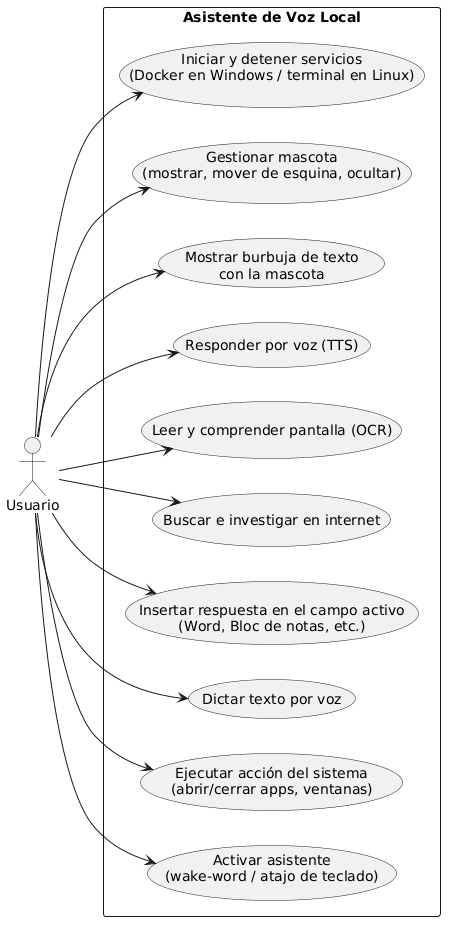 Asistente de Voz Local
Iniciar y detener servicios
(Docker en Windows / terminal en Linux)
Gestionar mascota
(mostrar, mover de esquina, ocultar)
Mostrar burbuja de texto
con la mascota
Responder por voz (TTS)
Leer y comprender pantalla (OCR)
Usuario
Buscar e investigar en internet
Insertar respuesta en el campo activo
(Word, Bloc de notas, etc.)
Dictar texto por voz
Ejecutar acción del sistema
(abrir/cerrar apps, ventanas)
Activar asistente
(wake-word / atajo de teclado)